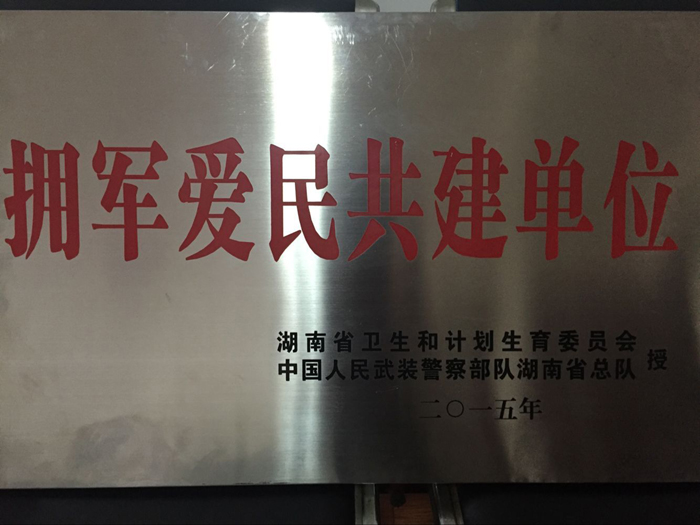 拥军爱民共建单位
湖南省卫生和计划生育委员会
中国人民武装警察部队湖南省总队 授
二〇一五年